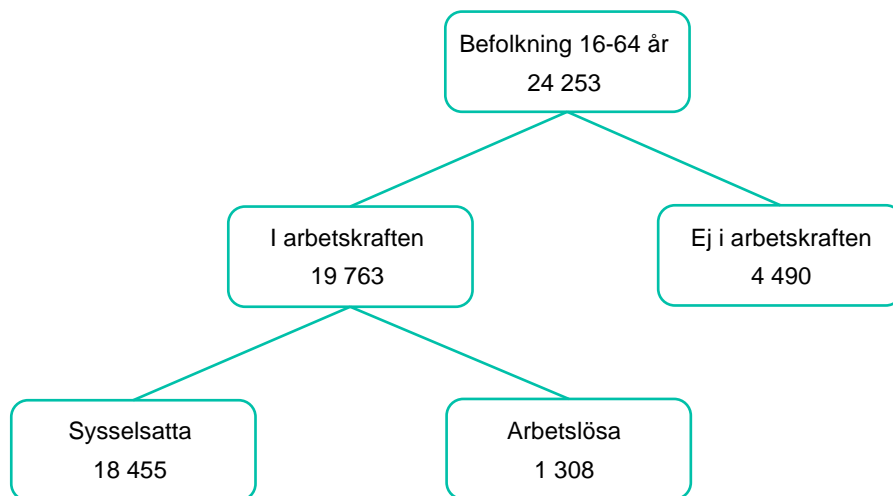 Befolkning 16-64 år
24 253
I arbetskraften
19 763
Ej i arbetskraften
4 490
Sysselsatta
18 455
Arbetslösa
1 308